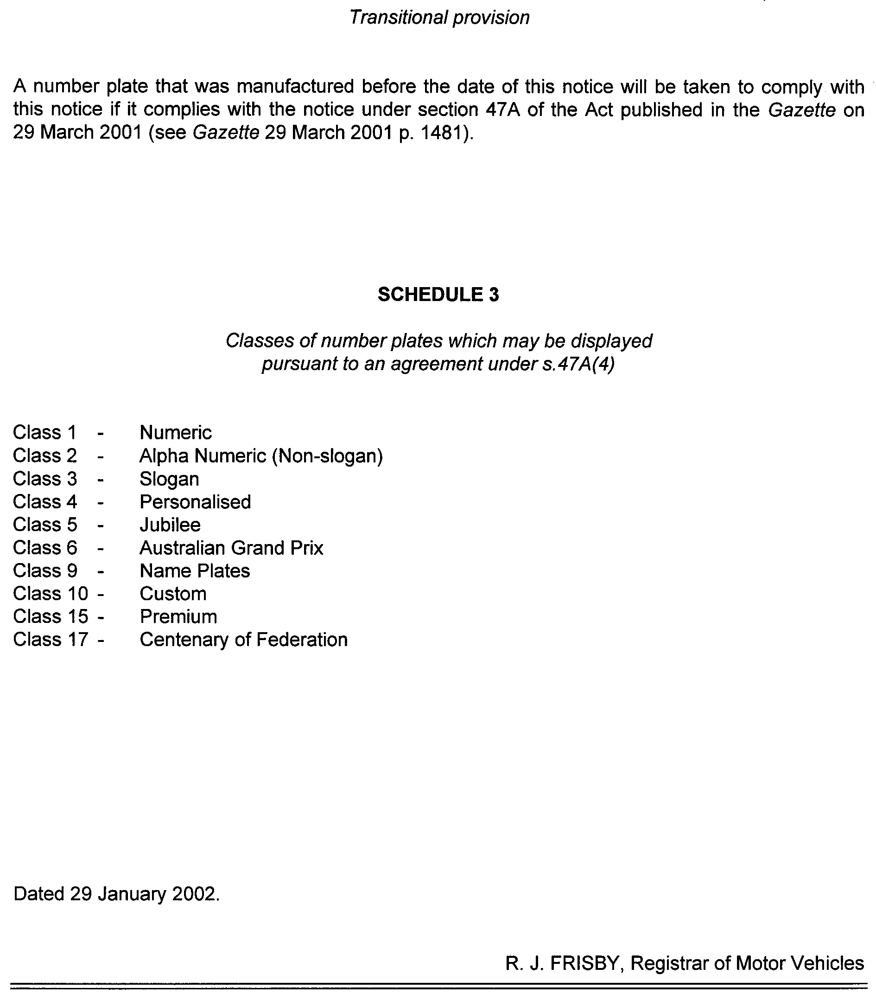 Transitional provision
A number plate that was manufactured before the date of this notice will be taken to comply with
this notice if it complies with the notice under section 47A of the Act published in the Gazette on
29 March 2001 (see Gazette 29 March 2001 p. 1481).
SCHEDULE 3
Classes of number plates which may be displayed
pursuant to an agreement under s.47A(4)
Class 1 - Numeric
Class 2 - Alpha Numeric (Non-slogan)
Class 3 - Slogan
Class 4 - Personalised
Class 5 - Jubilee
Class 6 - Australian Grand Prix
Class 9 - Name Plates
Class 10 - Custom
Class 15 - Premium
Class 17 - Centenary of Federation
Dated 29 January 2002.
R. J. FRISBY, Registrar of Motor Vehicles